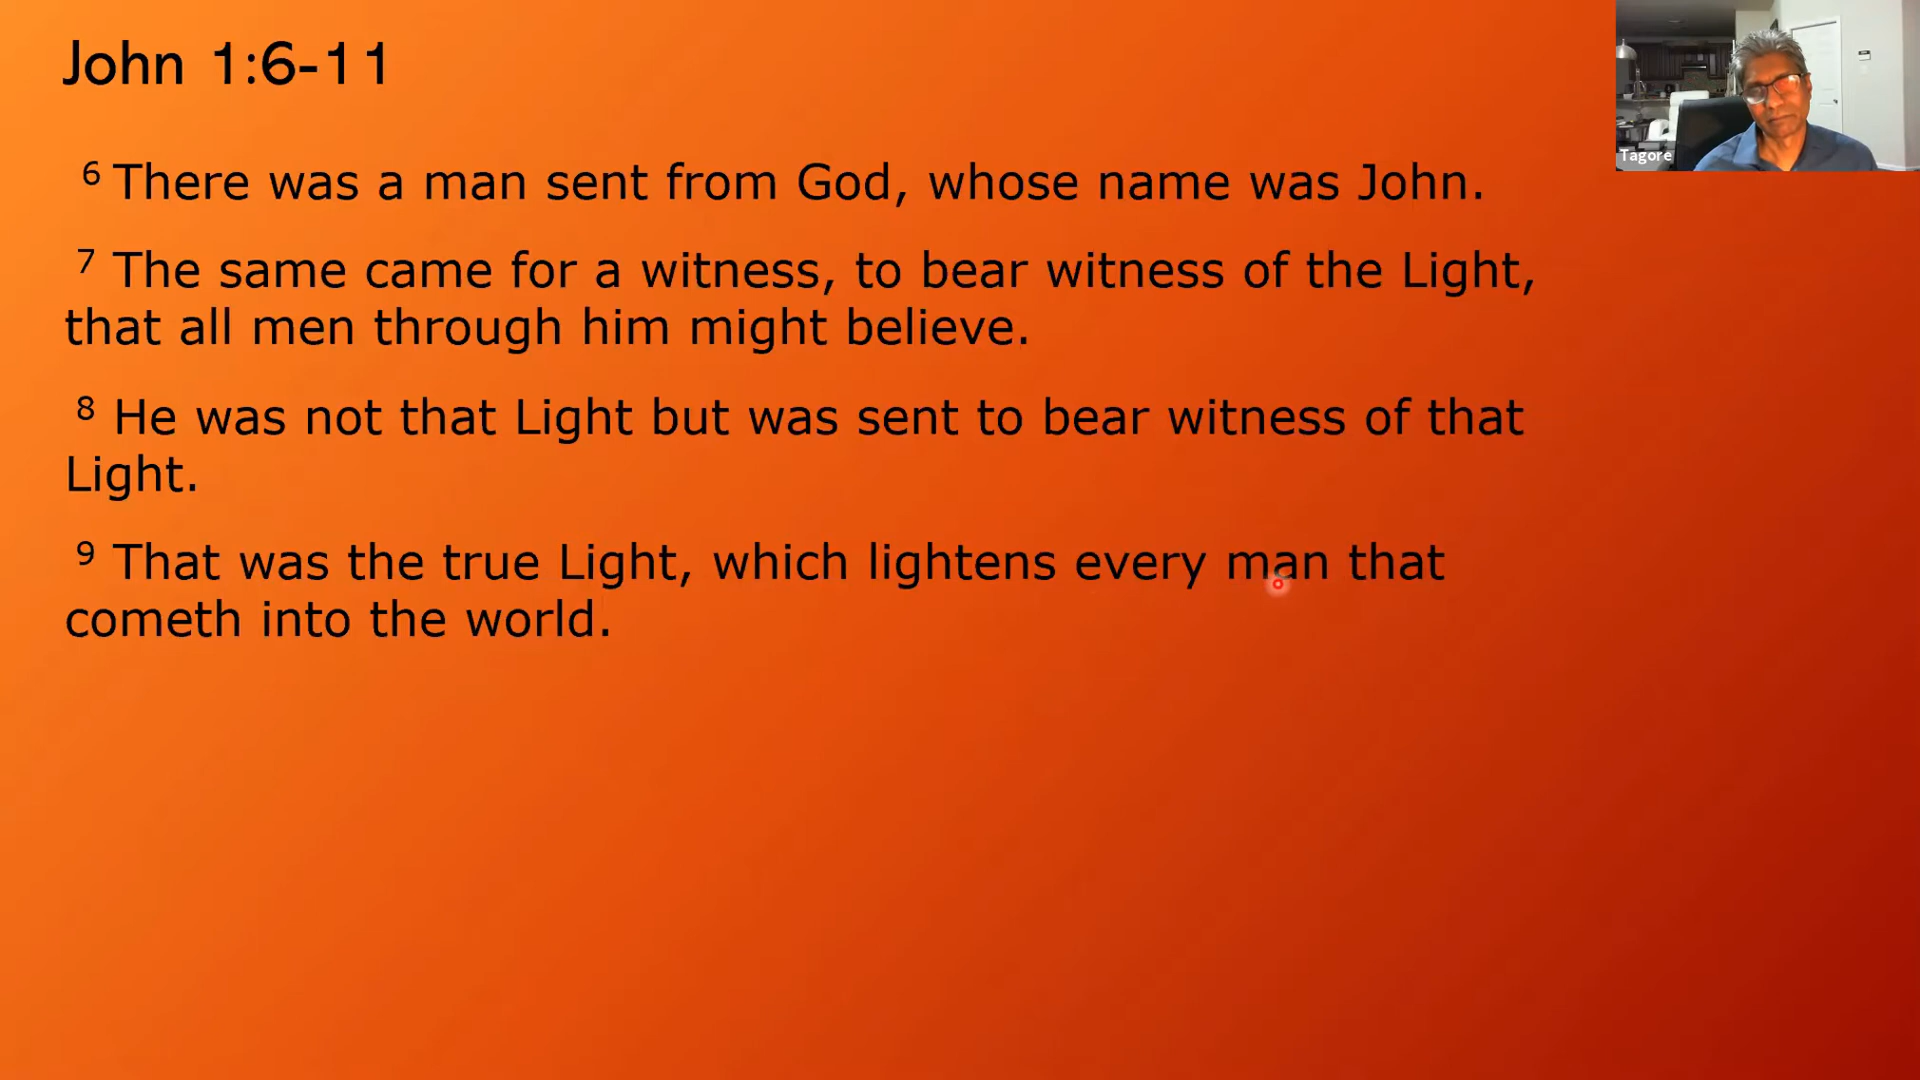 John 1:6-11
Tagore
6 There was a man sent from God, whose name was John.
7 The same came for a witness, to bear witness of the Light,
that all men through him might believe.
8 He was not that Light but was sent to bear witness of that
Light.
9 That was the true Light, which lightens every man that
cometh into the world.